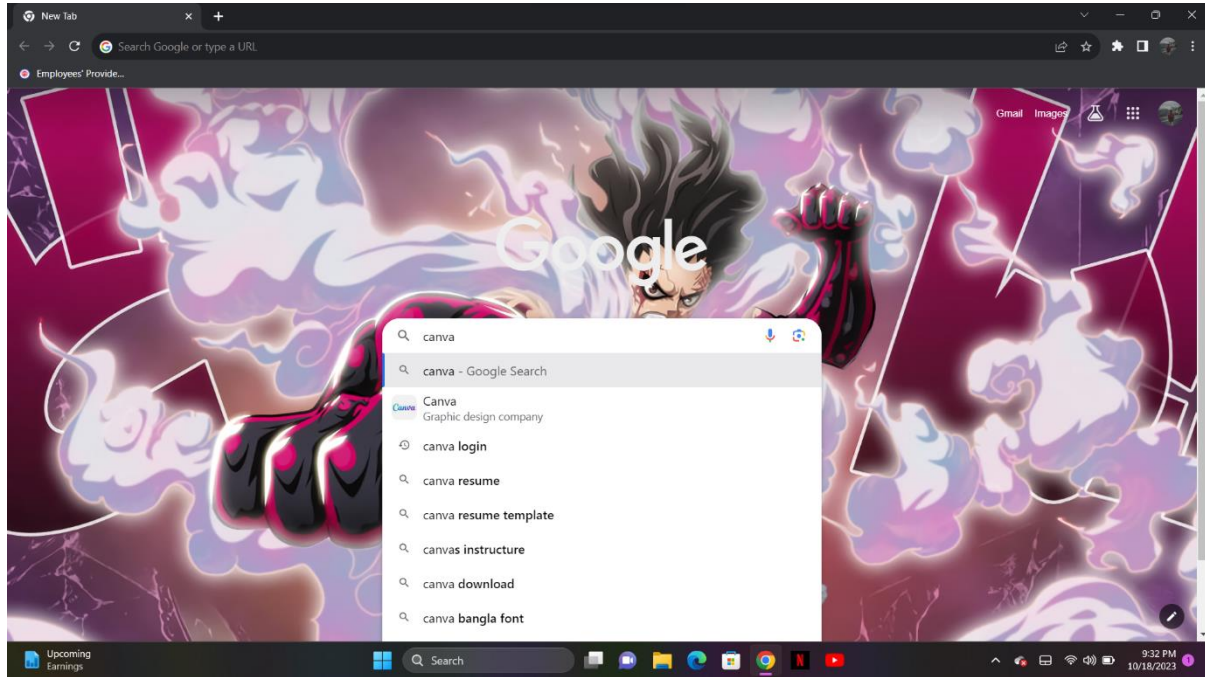 New Tab
Search Google or type a URL
Employees' Provide...
Gmail Images
Google
canva
canva - Google Search
Canva
Canva
Graphic design company
canva login
canva resume
canva resume template
canvas instructure
canva download
canva bangla font
Upcoming
Earnings
Search
N
9:32 PM
10/18/2023
1